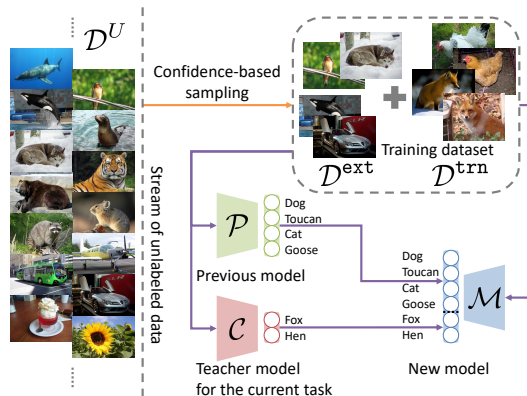 𝒟^U
Confidence-based
sampling
Stream of unlabeled data
Training dataset
𝒟^ext
𝒟^trn
𝒫
Dog
Toucan
Cat
Goose
Previous model
𝒞
Fox
Hen
Teacher model
for the current task
Dog
Toucan
Cat
Goose
Fox
Hen
ℳ
New model